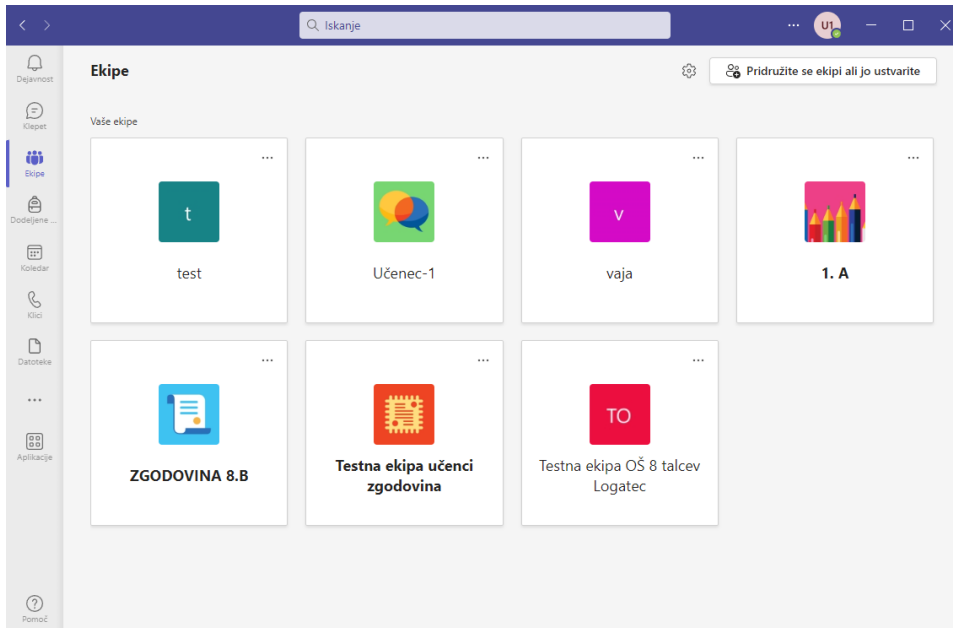 Iskanje
U1
Dejavnost
Klepet
Ekipe
Dodeljene ...
Koledar
Klici
Datoteke
Aplikacije
Pomoč
Ekipe
Pridružite se ekipi ali jo ustvarite
Vaše ekipe
t
test
Učenec-1
v
vaja
1. A
ZGODOVINA 8.B
Testna ekipa učenci
zgodovina
TO
Testna ekipa OŠ 8 talcev
Logatec